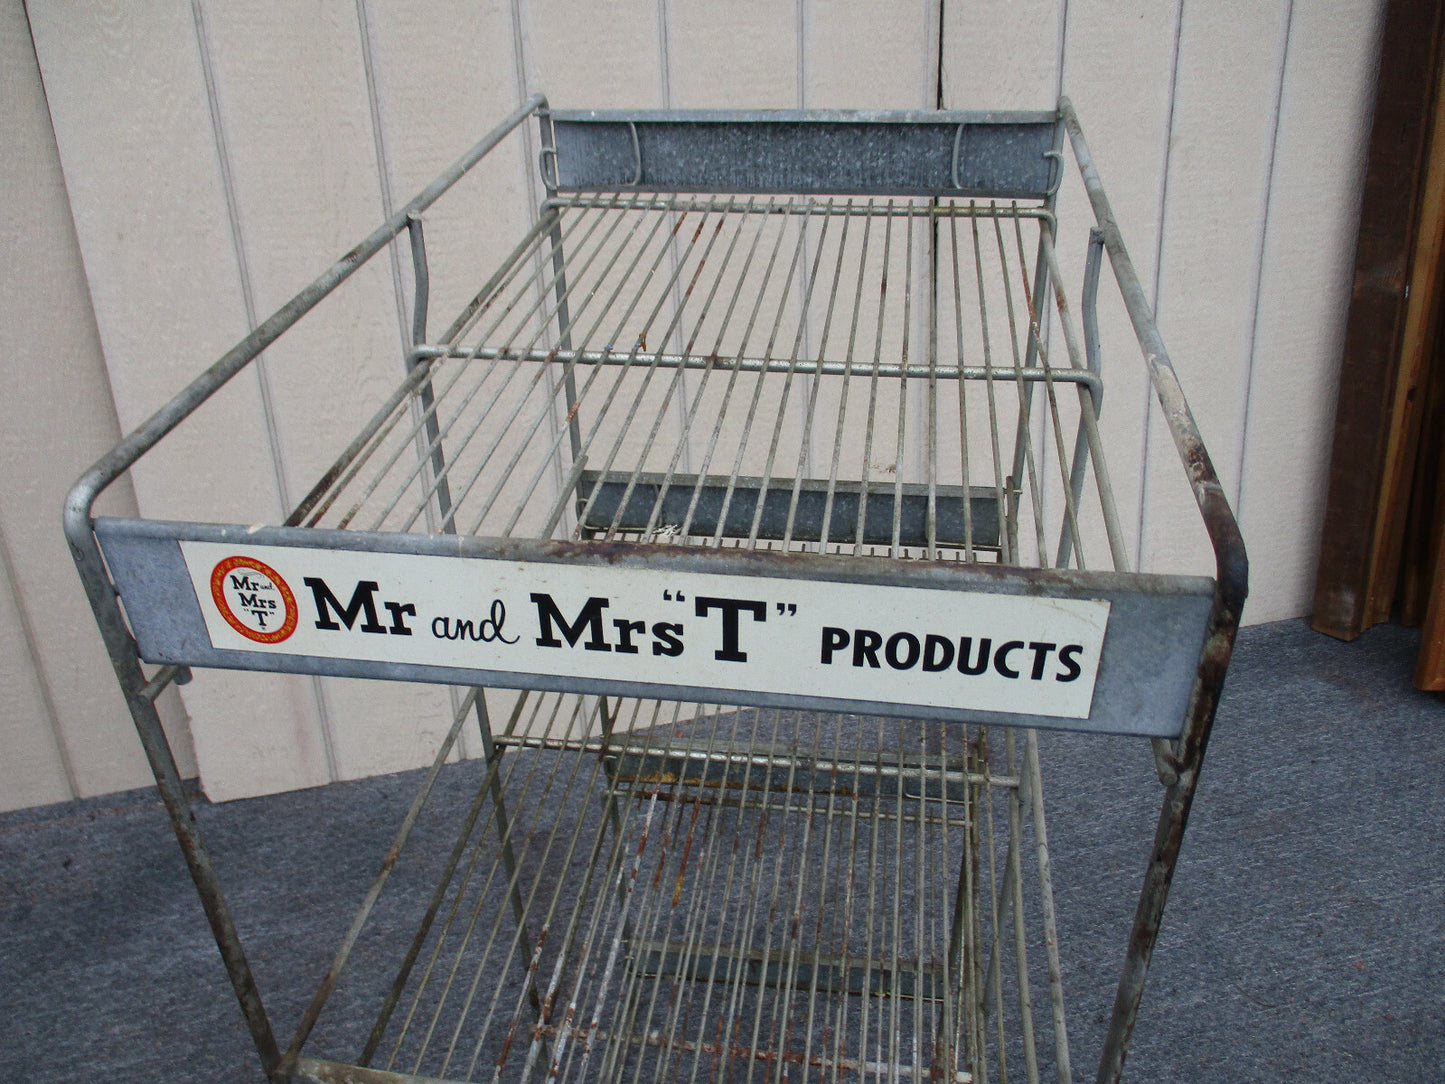 Mr and
Mrs
"T"
Mr and Mrs "T" PRODUCTS